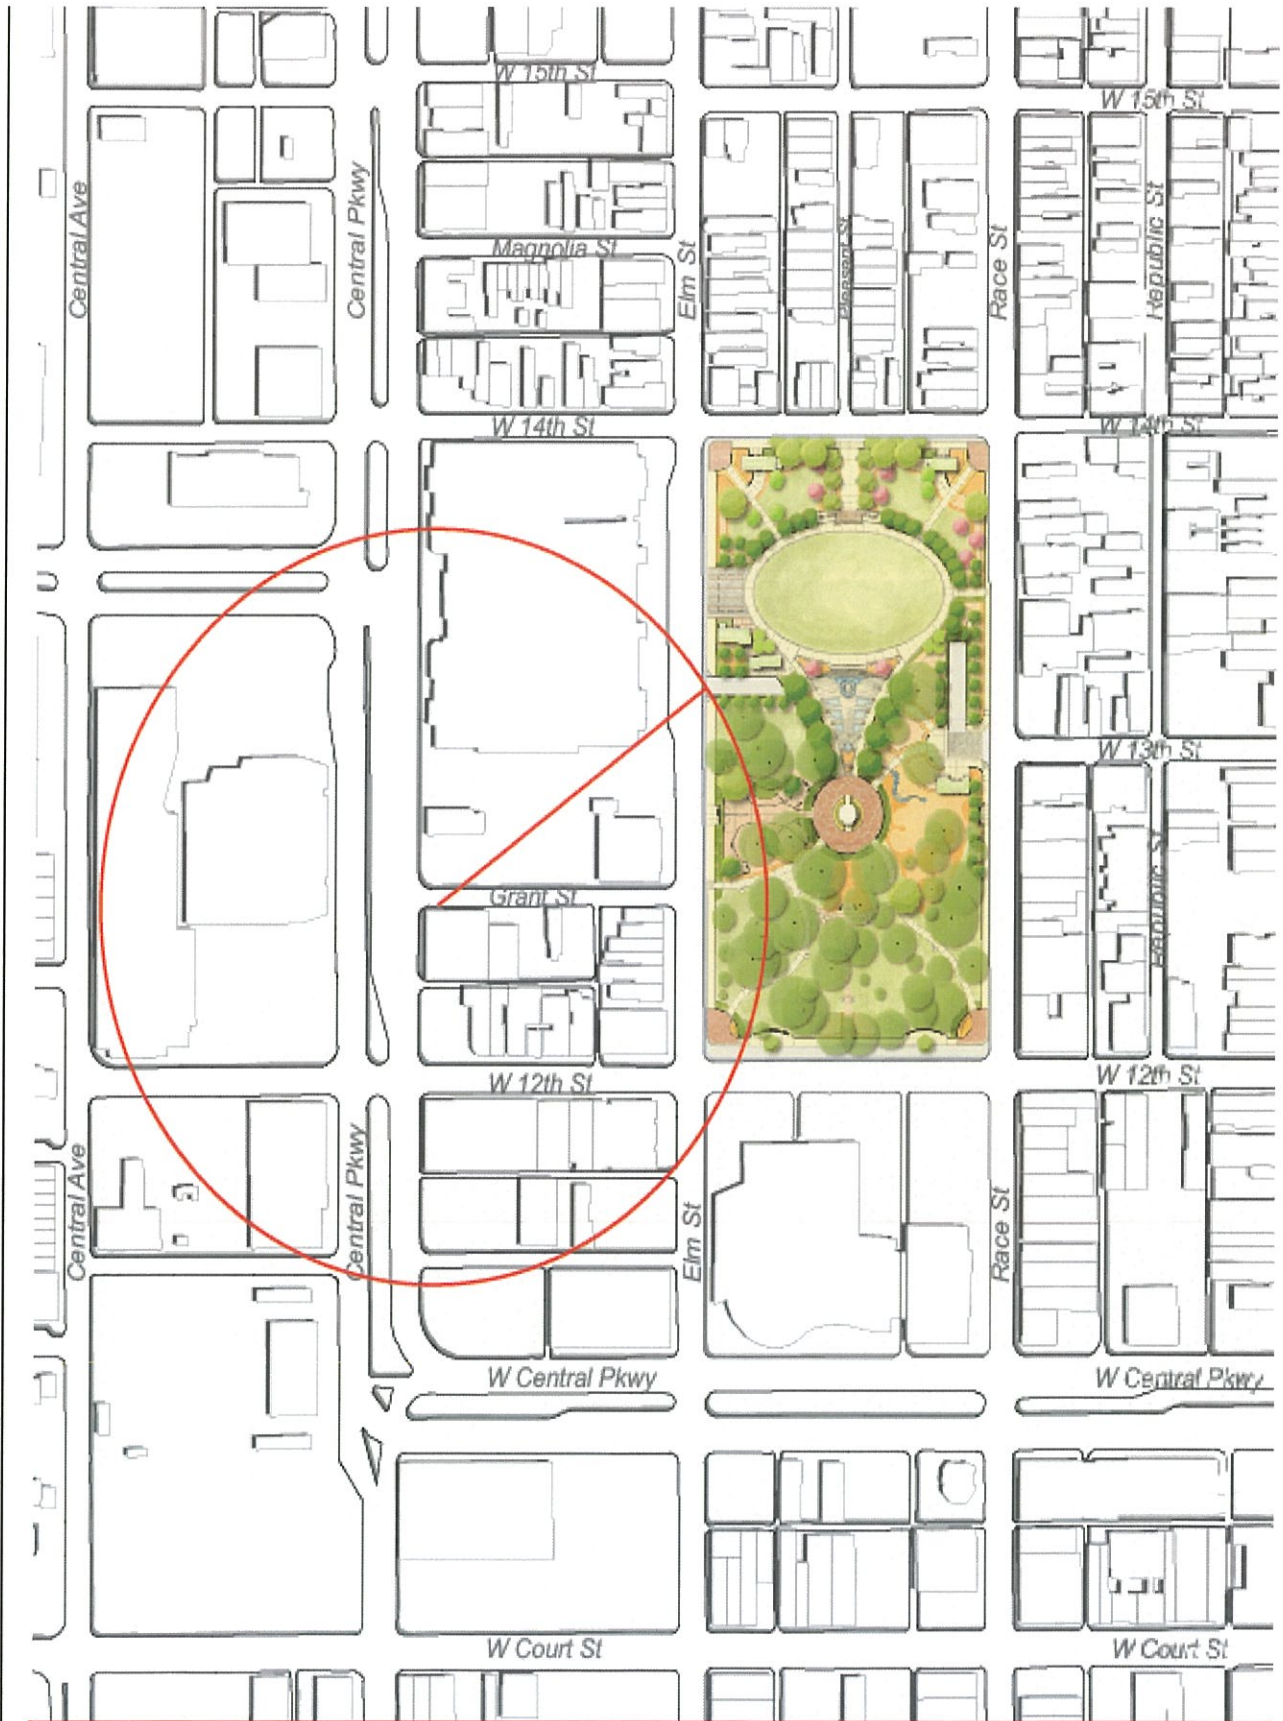 W 15th St
W 15th St
Central Ave
Central Pkwy
Magnolia St
Elm St
Pleasant St
Race St
Republic St
W 14th St
W 14th St
W 13th St
Republic St
Grant St
W 12th St
W 12th St
Central Ave
Central Pkwy
Elm St
Race St
W Central Pkwy
W Central Pkwy
W Court St
W Court St